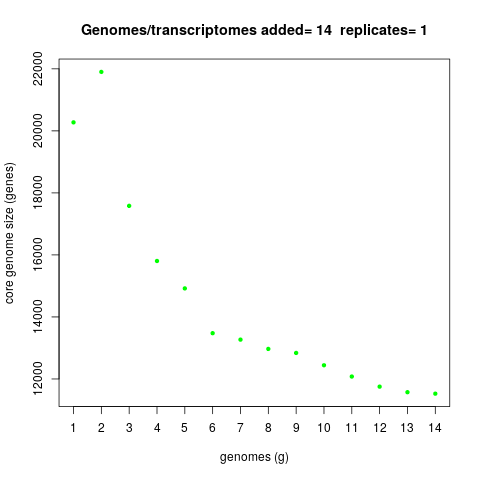 Genomes/transcriptomes added= 14  replicates= 1
core genome size (genes)
22000
20000
18000
16000
14000
12000
1 2 3 4 5 6 7 8 9 10 11 12 13 14
genomes (g)